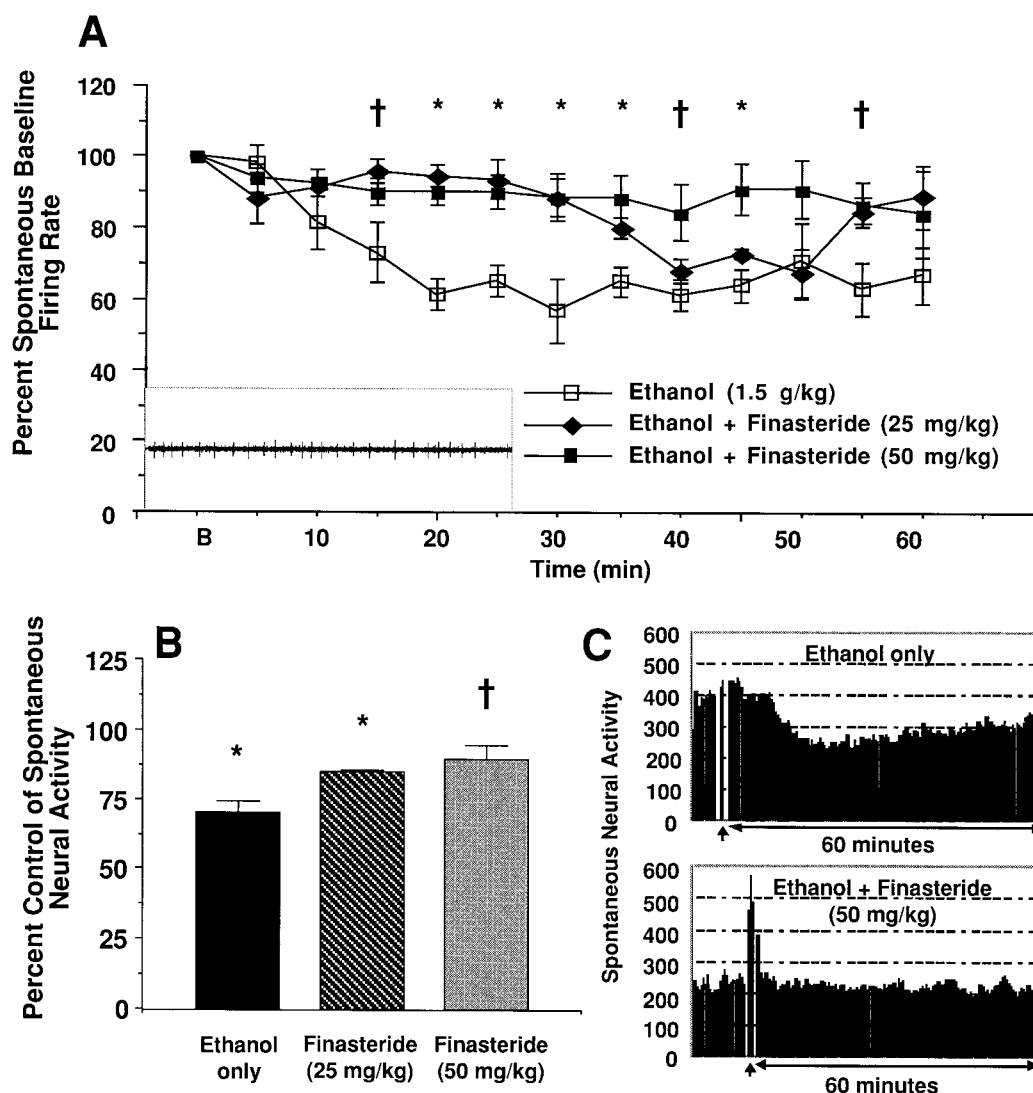 A
120
100
80
60
40
20
0
Percent Spontaneous Baseline
Firing Rate
† * * * * † * †
Ethanol (1.5 g/kg)
Ethanol + Finasteride (25 mg/kg)
Ethanol + Finasteride (50 mg/kg)
B 10 20 30 40 50 60
Time (min)
B
Percent Control of Spontaneous
Neural Activity
125
100
75
50
25
0
* * †
Ethanol
only
Finasteride
(25 mg/kg)
Finasteride
(50 mg/kg)
C
Spontaneous Neural Activity
600
500
400
300
200
100
0
Ethanol only
60 minutes
600
500
400
300
200
100
0
Ethanol + Finasteride
(50 mg/kg)
60 minutes